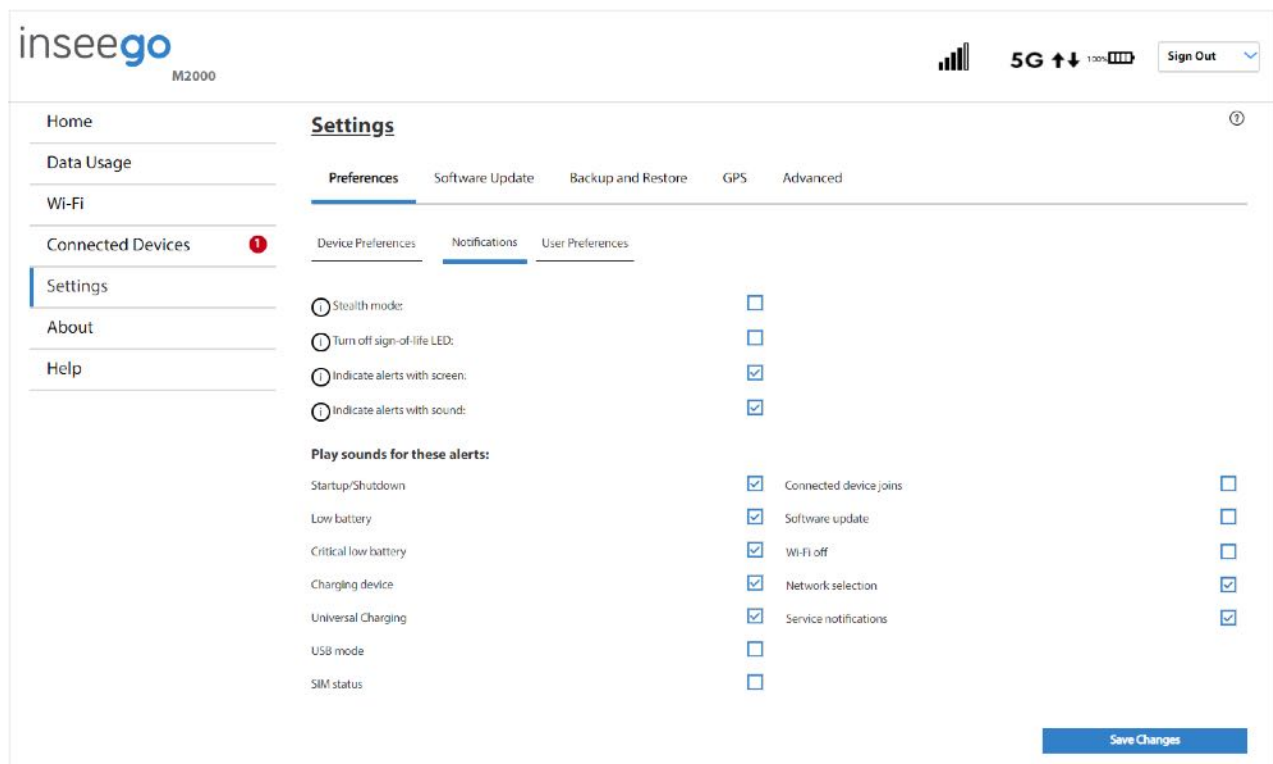 inseego
M2000
5G 100% Sign Out
Home
Data Usage
Wi-Fi
Connected Devices 1
Settings
About
Help
Settings
Preferences Software Update Backup and Restore GPS Advanced
Device Preferences Notifications User Preferences
Stealth mode:
Turn off sign-of-life LED:
Indicate alerts with screen:
Indicate alerts with sound:
Play sounds for these alerts:
Startup/Shutdown Connected device joins
Low battery Software update
Critical low battery Wi-Fi off
Charging device Network selection
Universal Charging Service notifications
USB mode
SIM status
Save Changes